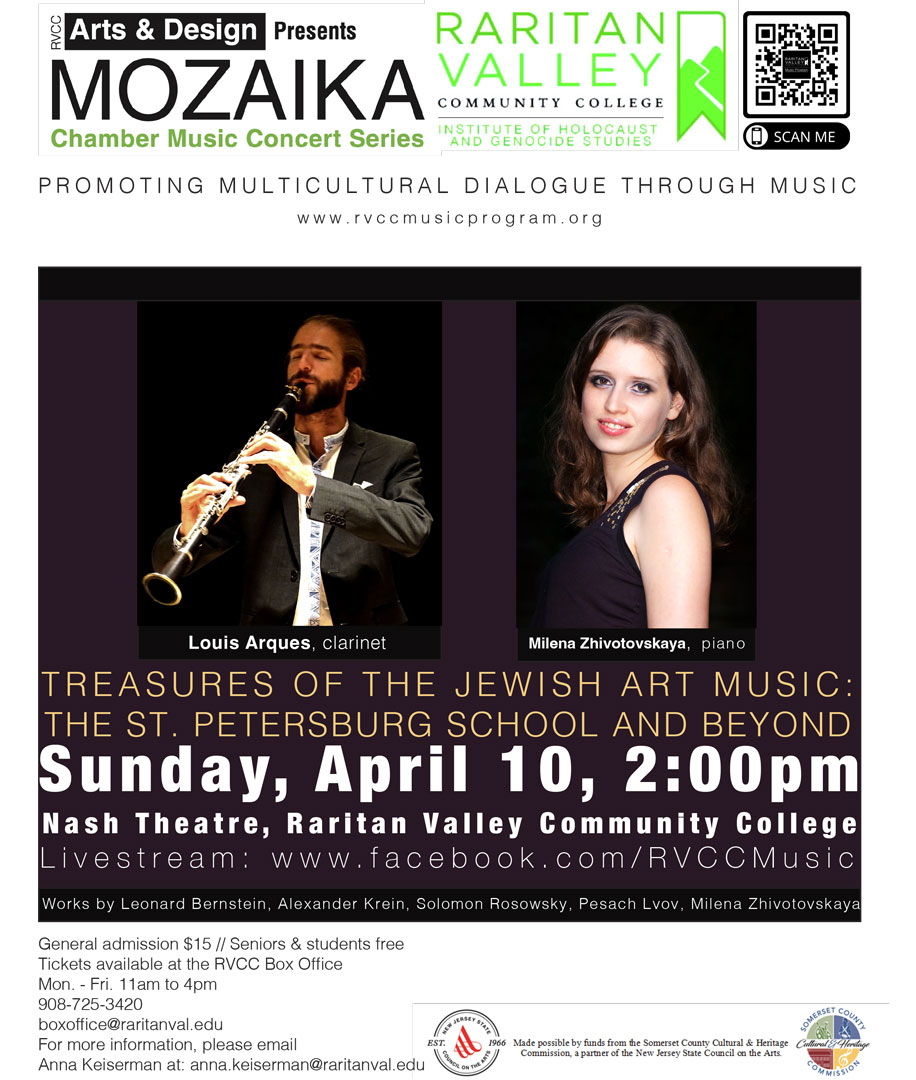 RVCC
Arts & Design Presents
MOZAIKA
Chamber Music Concert Series
RARITAN
VALLEY
COMMUNITY COLLEGE
INSTITUTE OF HOLOCAUST
AND GENOCIDE STUDIES
SCAN ME
PROMOTING MULTICULTURAL DIALOGUE THROUGH MUSIC
www.rvccmusicprogram.org
Louis Arques, clarinet
Milena Zhivotovskaya, piano
TREASURES OF THE JEWISH ART MUSIC:
THE ST. PETERSBURG SCHOOL AND BEYOND
Sunday, April 10, 2:00pm
Nash Theatre, Raritan Valley Community College
Livestream: www.facebook.com/RVCCMusic
Works by Leonard Bernstein, Alexander Krein, Solomon Rosowsky, Pesach Lvov, Milena Zhivotovskaya
General admission $15 // Seniors & students free
Tickets available at the RVCC Box Office
Mon. - Fri. 11am to 4pm
908-725-3420
boxoffice@raritanval.edu
For more information, please email
Anna Keiserman at: anna.keiserman@raritanval.edu
NEW JERSEY STATE
EST. 1966
COUNCIL ON THE ARTS
Made possible by funds from the Somerset County Cultural & Heritage
Commission, a partner of the New Jersey State Council on the Arts.
SOMERSET COUNTY
Cultural & Heritage
COMMISSION